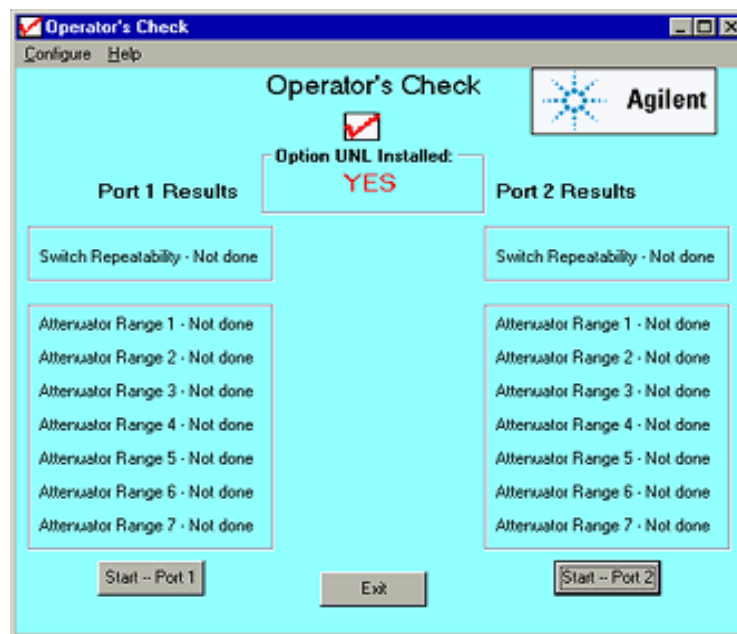 Operator's Check
Configure Help
Operator's Check
Agilent
Option UNL Installed:
YES
Port 1 Results
Port 2 Results
Switch Repeatability - Not done
Switch Repeatability - Not done
Attenuator Range 1 - Not done
Attenuator Range 2 - Not done
Attenuator Range 3 - Not done
Attenuator Range 4 - Not done
Attenuator Range 5 - Not done
Attenuator Range 6 - Not done
Attenuator Range 7 - Not done
Attenuator Range 1 - Not done
Attenuator Range 2 - Not done
Attenuator Range 3 - Not done
Attenuator Range 4 - Not done
Attenuator Range 5 - Not done
Attenuator Range 6 - Not done
Attenuator Range 7 - Not done
Start -- Port 1
Exit
Start -- Port 2